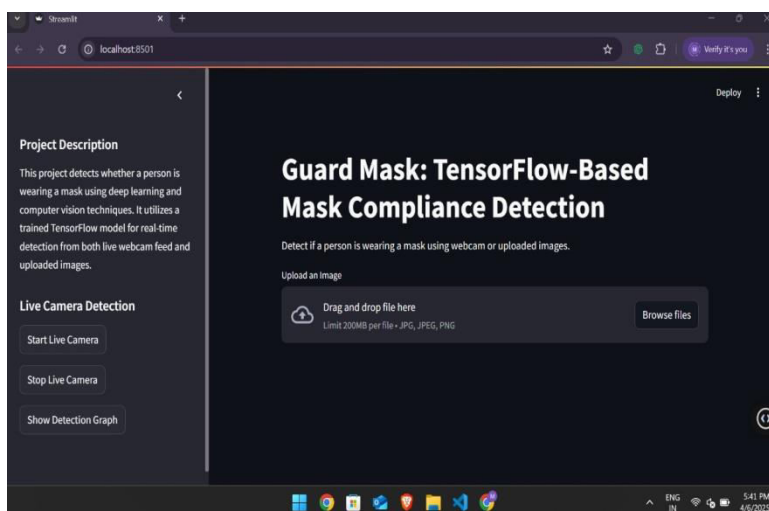 Streamlit
localhost:8501
Verify it's you
Deploy
Project Description
This project detects whether a person is
wearing a mask using deep learning and
computer vision techniques. It utilizes a
trained TensorFlow model for real-time
detection from both live webcam feed and
uploaded images.
Live Camera Detection
Start Live Camera
Stop Live Camera
Show Detection Graph
Guard Mask: TensorFlow-Based
Mask Compliance Detection
Detect if a person is wearing a mask using webcam or uploaded images.
Upload an Image
Drag and drop file here
Limit 200MB per file • JPG, JPEG, PNG
Browse files
ENG
IN
5:41 PM
4/6/2025